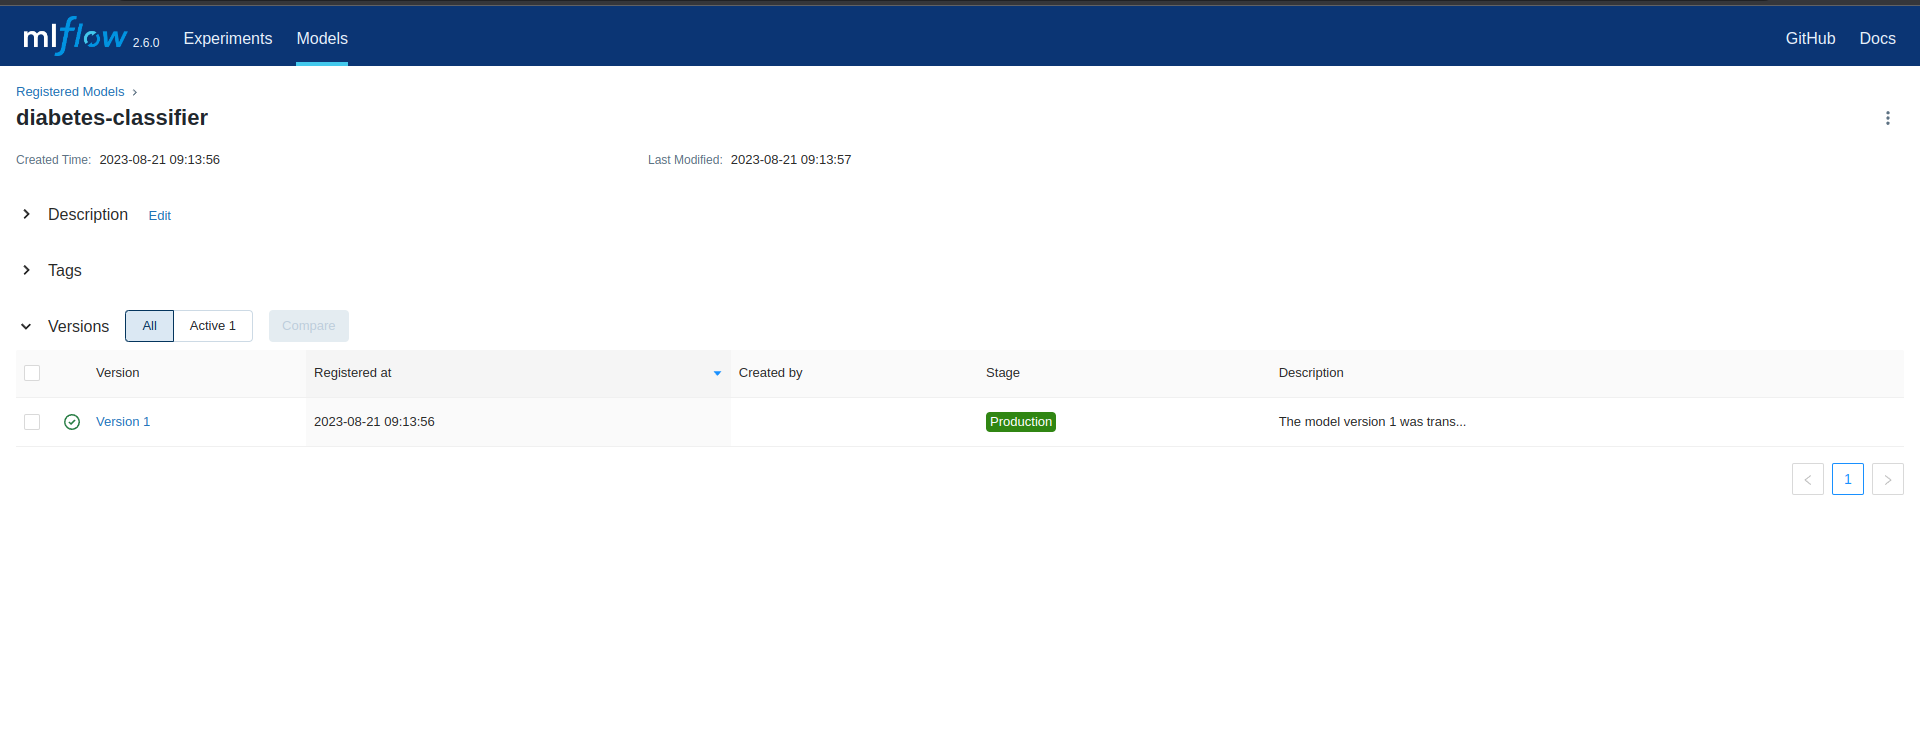 mlflow 2.6.0 Experiments Models GitHub Docs
Registered Models ›
diabetes-classifier
Created Time: 2023-08-21 09:13:56 Last Modified: 2023-08-21 09:13:57
Description Edit
Tags
Versions All Active 1 Compare
Version Registered at Created by Stage Description
Version 1 2023-08-21 09:13:56 Production The model version 1 was trans...
< 1 >